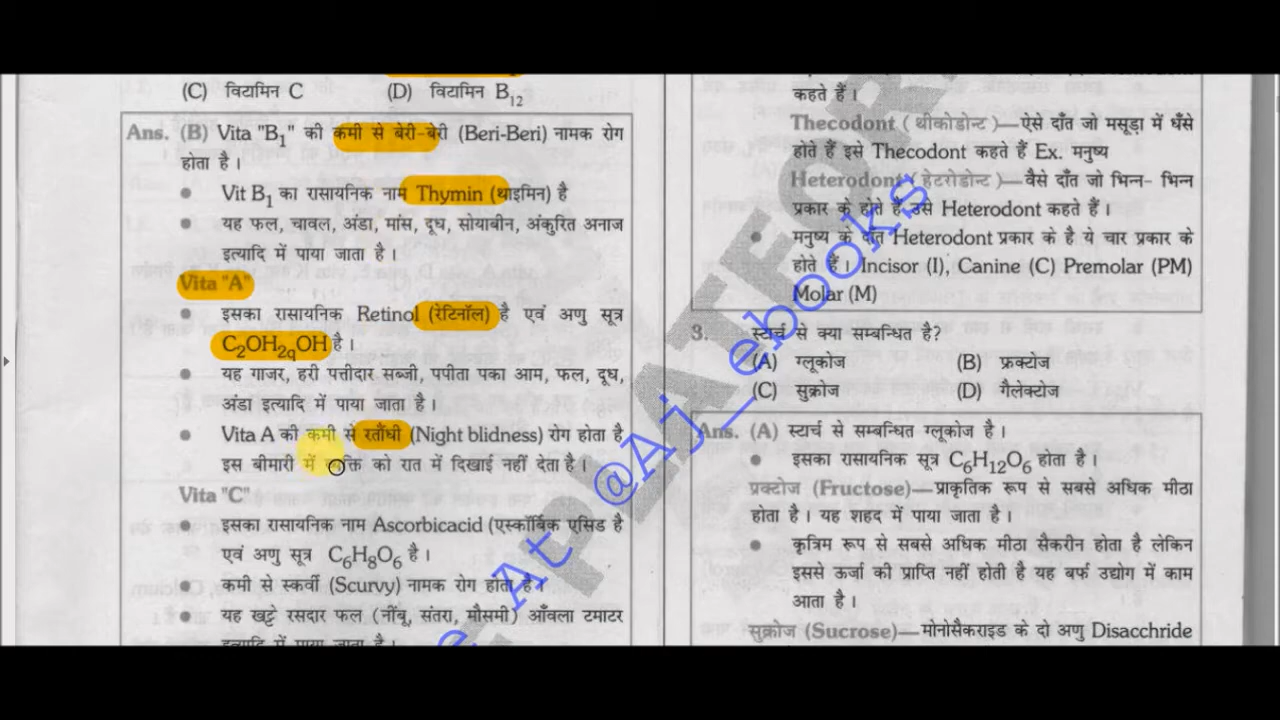 (C) विटामिन C (D) विटामिन B12
Ans. (B) Vita "B1" की कमी से बेरी-बेरी (Beri-Beri) नामक रोग
होता है।
• Vit B1 का रासायनिक नाम Thymin (थाइमिन) है
• यह फल, चावल, अंडा, मांस, दूध, सोयाबीन, अंकुरित अनाज
इत्यादि में पाया जाता है।
Vita "A"
• इसका रासायनिक Retinol (रेटिनॉल) है एवं अणु सूत्र
C2OH2qOH है।
• यह गाजर, हरी पत्तीदार सब्जी, पपीता पका आम, फल, दूध,
अंडा इत्यादि में पाया जाता है।
• Vita A की कमी से रतौंधी (Night blidness) रोग होता है
इस बीमारी में को रात में दिखाई नहीं देता है।
Vita "C"
• इसका रासायनिक नाम Ascorbicacid (एस्कॉर्बिक एसिड है
एवं अणु सूत्र C6H8O6 है।
• कमी से स्कर्वी (Scurvy) नामक रोग होता है।
• यह खट्टे रसदार फल (नींबू, संतरा, मौसमी) आँवला टमाटर
इत्यादि में पाया जाता है।
कहते हैं।
Thecodont (थीकोडोन्ट)—ऐसे दाँत जो मसूड़ा में धँसे
होते हैं इसे Thecodont कहते हैं Ex. मनुष्य
Heterodont (हेटरोडोन्ट)—वैसे दाँत जो भिन्न- भिन्न
प्रकार के होते हैं उसे Heterodont कहते हैं।
• मनुष्य के दाँत Heterodont प्रकार के है ये चार प्रकार के
होते हैं। Incisor (I), Canine (C) Premolar (PM)
Molar (M)
3. स्टार्च से क्या सम्बन्धित है?
(A) ग्लूकोज (B) फ्रक्टोज
(C) सुक्रोज (D) गैलेक्टोज
Ans. (A) स्टार्च से सम्बन्धित ग्लूकोज है।
• इसका रासायनिक सूत्र C6H12O6 होता है।
प्रक्टोज (Fructose)—प्राकृतिक रूप से सबसे अधिक मीठा
होता है। यह शहद में पाया जाता है।
• कृत्रिम रूप से सबसे अधिक मीठा सैकरीन होता है लेकिन
इससे ऊर्जा की प्राप्ति नहीं होती है यह बर्फ उद्योग में काम
आता है।
सुक्रोज (Sucrose)—मोनोसैकराइड के दो अणु Disacchride
At @Aj_ebooks
PLATFORM